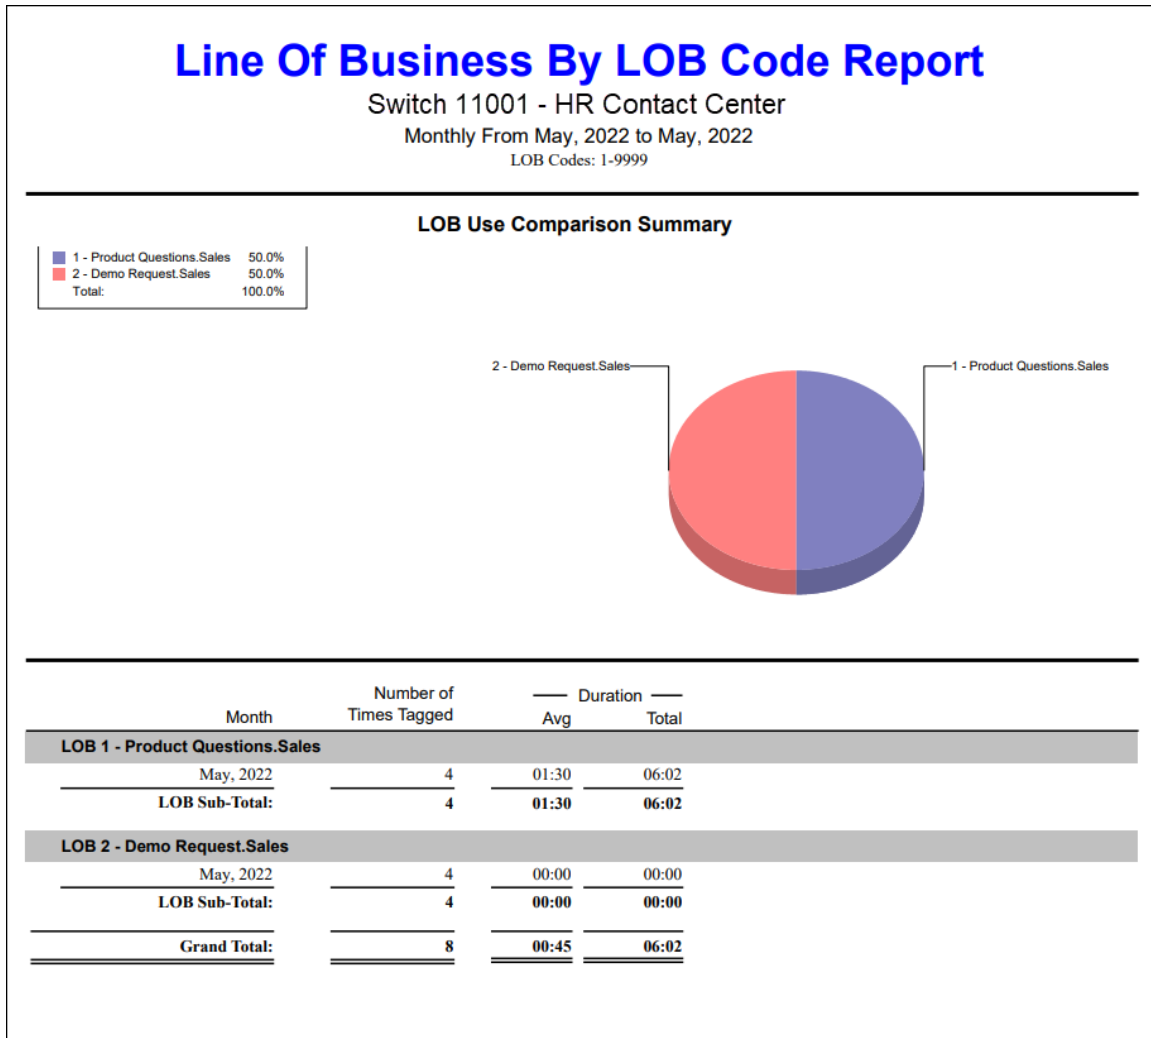 Line Of Business By LOB Code Report
Switch 11001 - HR Contact Center
Monthly From May, 2022 to May, 2022
LOB Codes: 1-9999
LOB Use Comparison Summary
1 - Product Questions.Sales 50.0%
2 - Demo Request.Sales 50.0%
Total: 100.0%
2 - Demo Request.Sales 1 - Product Questions.Sales
Number of Duration
Month Times Tagged Avg Total
LOB 1 - Product Questions.Sales
May, 2022 4 01:30 06:02
LOB Sub-Total: 4 01:30 06:02
LOB 2 - Demo Request.Sales
May, 2022 4 00:00 00:00
LOB Sub-Total: 4 00:00 00:00
Grand Total: 8 00:45 06:02